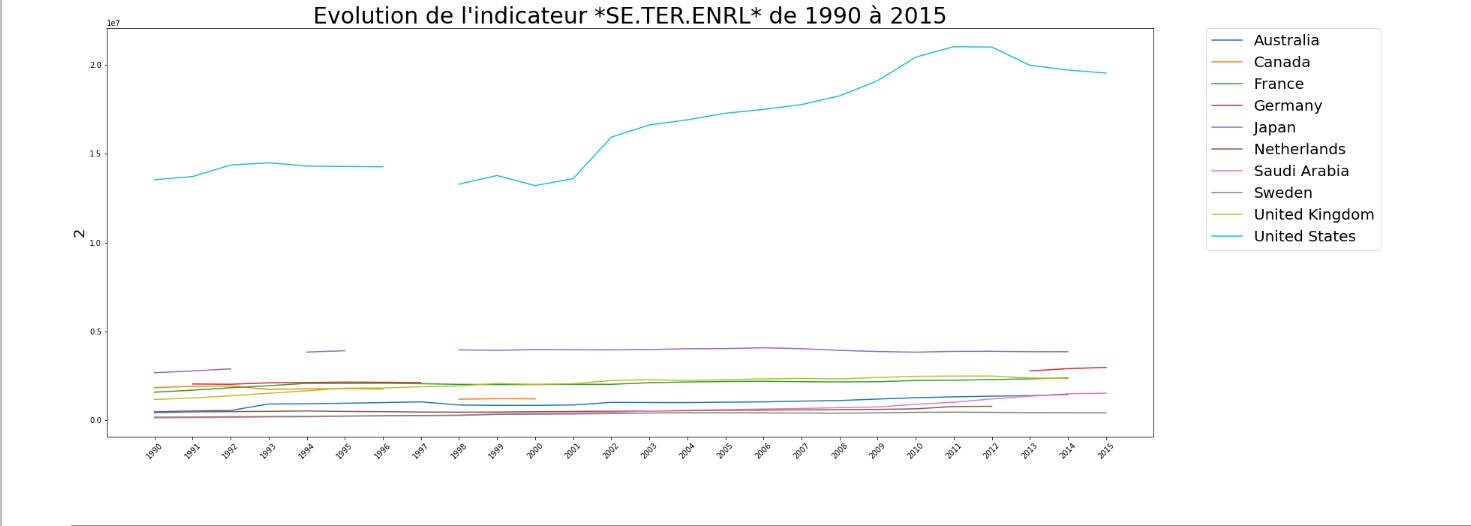 Evolution de l'indicateur *SE.TER.ENRL* de 1990 à 2015
1e7
2.0
1.5
1.0
0.5
0.0
2
1990 1991 1992 1993 1994 1995 1996 1997 1998 1999 2000 2001 2002 2003 2004 2005 2006 2007 2008 2009 2010 2011 2012 2013 2014 2015
Australia
Canada
France
Germany
Japan
Netherlands
Saudi Arabia
Sweden
United Kingdom
United States